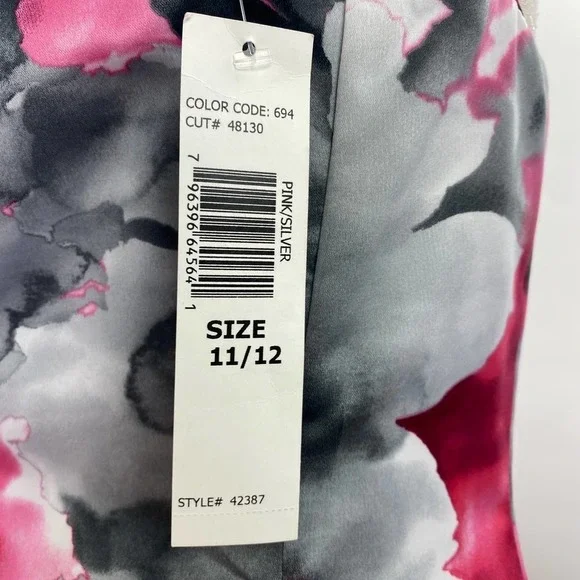 COLOR CODE: 694
CUT# 48130
PINK/SILVER
7 96396 64564 1
SIZE
11/12
STYLE# 42387